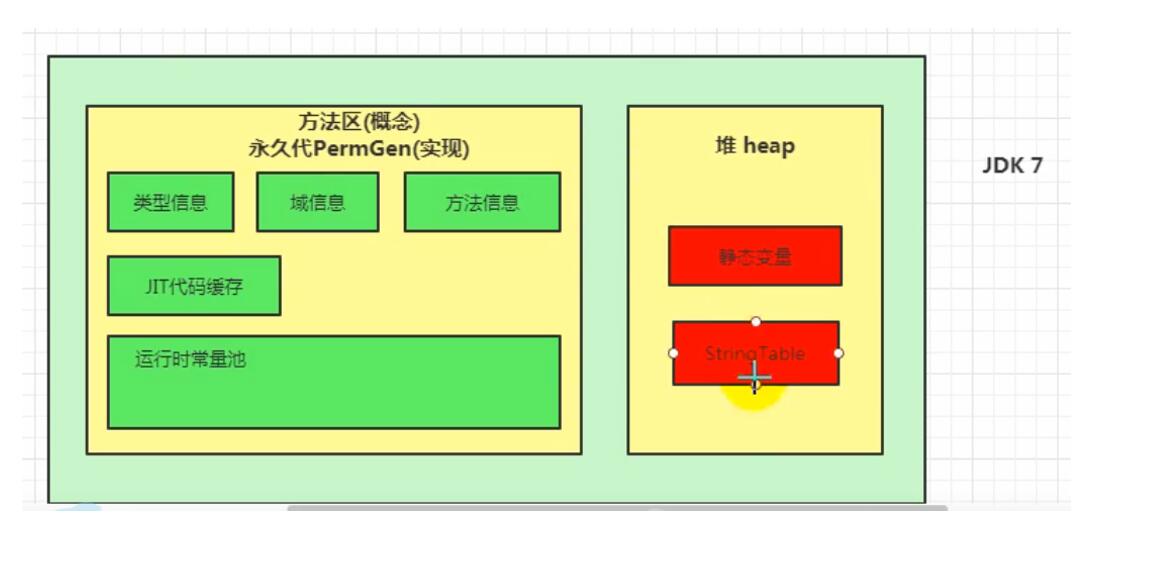 方法区(概念)
永久代PermGen(实现)
类型信息
域信息
方法信息
JIT代码缓存
运行时常量池
堆 heap
静态变量
StringTable
JDK 7